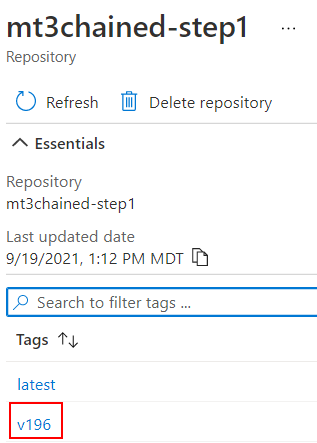 mt3chained-step1 ...
Repository
Refresh Delete repository
Essentials
Repository
mt3chained-step1
Last updated date
9/19/2021, 1:12 PM MDT
Search to filter tags ...
Tags ↑↓
latest
v196